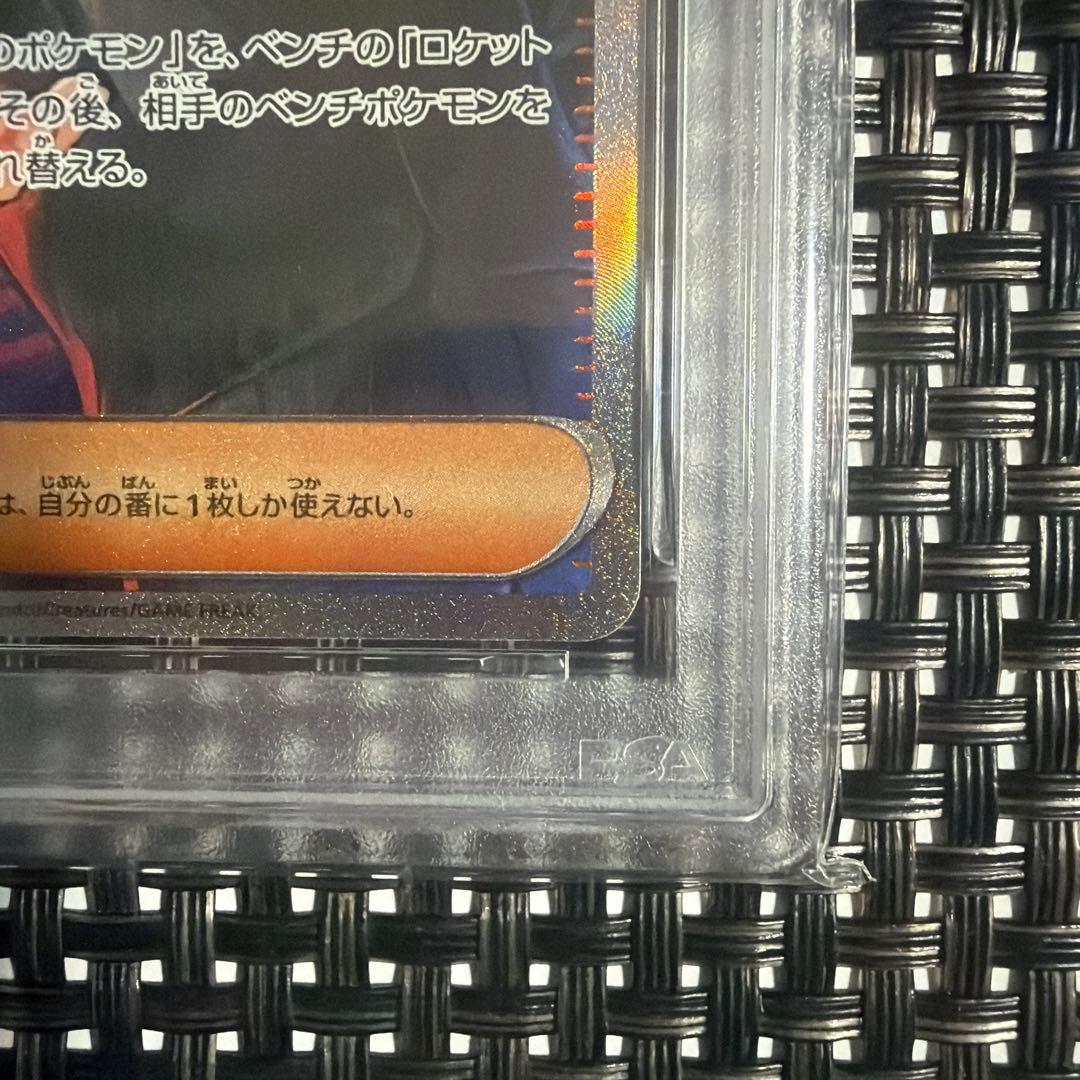 のポケモン」を、ベンチの「ロケット
その後、相手のベンチポケモンを
れ替える。
は、自分の番に1枚しか使えない。
Creatures/GAME FREAK
PSA